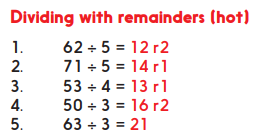 Dividing with remainders (hot)
1. 62 ÷ 5 = 12 r2
2. 71 ÷ 5 = 14 r1
3. 53 ÷ 4 = 13 r1
4. 50 ÷ 3 = 16 r2
5. 63 ÷ 3 = 21